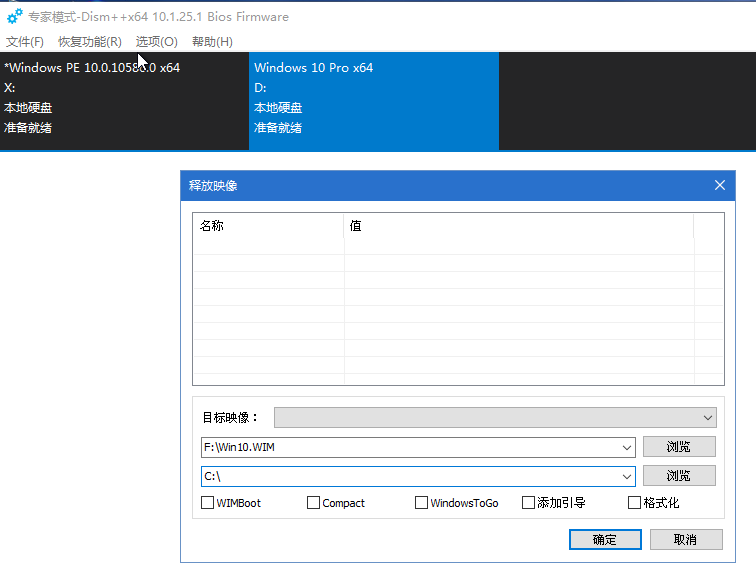 专家模式-Dism++x64 10.1.25.1 Bios Firmware
文件(F) 恢复功能(R) 选项(O) 帮助(H)
*Windows PE 10.0.10586.0 x64
X:
本地硬盘
准备就绪
Windows 10 Pro x64
D:
本地硬盘
准备就绪
释放映像
名称 值
目标映像：
F:\Win10.WIM 浏览
C:\ 浏览
WIMBoot Compact WindowsToGo 添加引导 格式化
确定 取消